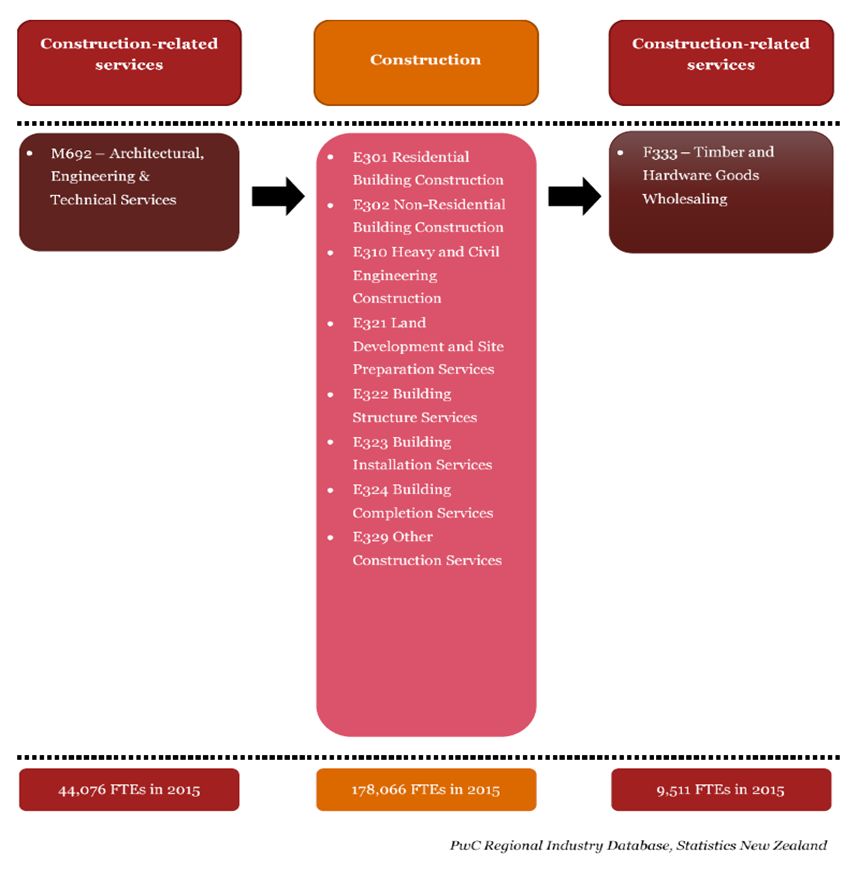 Construction-related
services
Construction
Construction-related
services
• M692 – Architectural,
Engineering &
Technical Services
• E301 Residential
Building Construction
• E302 Non-Residential
Building Construction
• E310 Heavy and Civil
Engineering
Construction
• E321 Land
Development and Site
Preparation Services
• E322 Building
Structure Services
• E323 Building
Installation Services
• E324 Building
Completion Services
• E329 Other
Construction Services
• F333 – Timber and
Hardware Goods
Wholesaling
44,076 FTEs in 2015
178,066 FTEs in 2015
9,511 FTEs in 2015
PwC Regional Industry Database, Statistics New Zealand